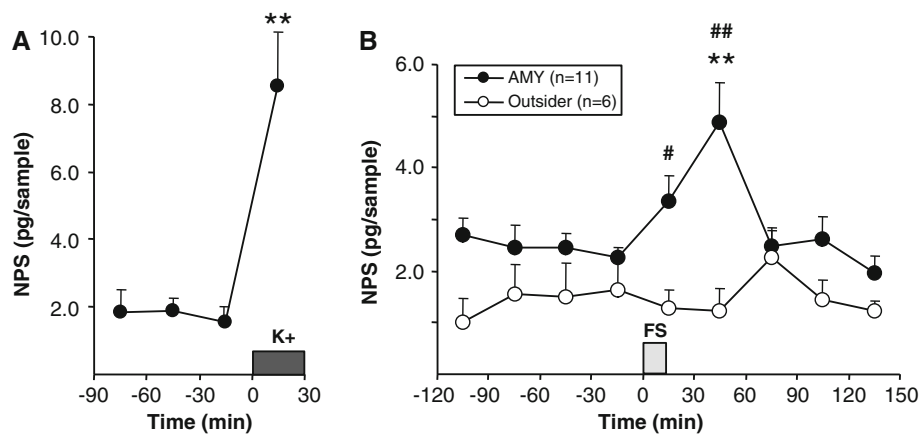 A
**
10.0
8.0
6.0
4.0
2.0
NPS (pg/sample)
K+
-90 -60 -30 0 30
Time (min)
B
##
**
#
6.0
4.0
2.0
NPS (pg/sample)
AMY (n=11)
Outsider (n=6)
FS
-120 -90 -60 -30 0 30 60 90 120 150
Time (min)